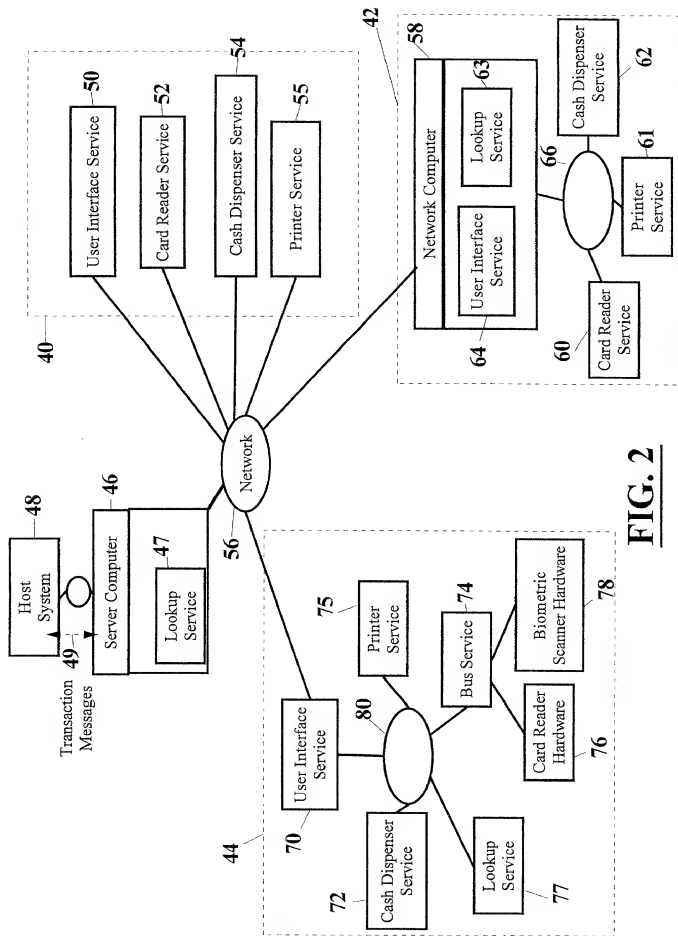 Host
System
48
Transaction
Messages
49
Server Computer
46
Lookup
Service
47
Network
56
40
User Interface Service
50
Card Reader Service
52
Cash Dispenser Service
54
Printer Service
55
42
Network Computer
58
User Interface
Service
64
Lookup
Service
63
66
Card Reader
Service
60
Printer
Service
61
Cash Dispenser
Service
62
44
User Interface
Service
70
80
Cash Dispenser
Service
72
Printer
Service
75
Bus Service
74
Lookup
Service
77
Card Reader
Hardware
76
Biometric
Scanner Hardware
78
FIG. 2